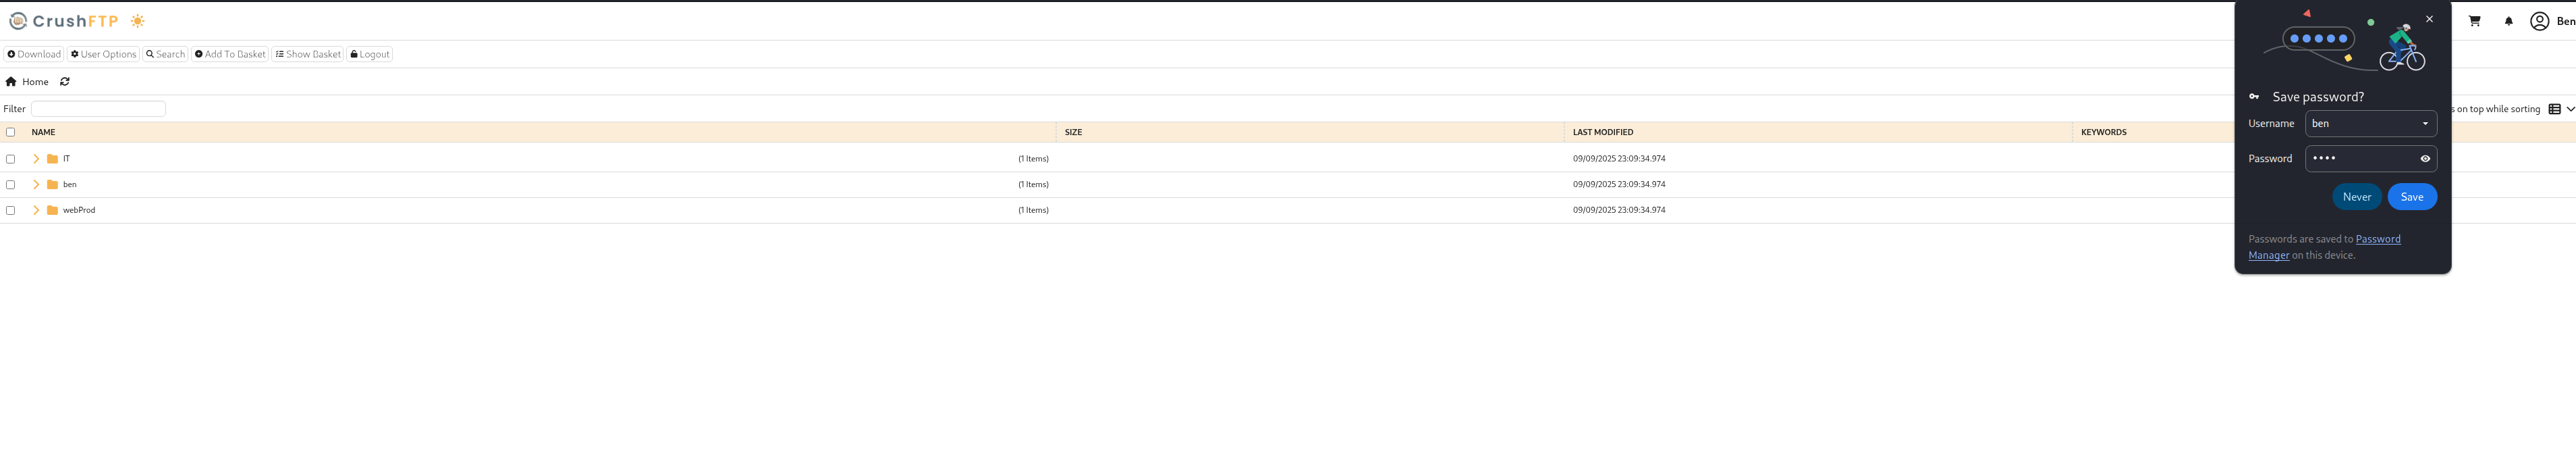 CrushFTP
Ben
Download User Options Search Add To Basket Show Basket Logout
Home
Filter
s on top while sorting
NAME SIZE LAST MODIFIED KEYWORDS
IT (1 Items) 09/09/2025 23:09:34.974
ben (1 Items) 09/09/2025 23:09:34.974
webProd (1 Items) 09/09/2025 23:09:34.974
Save password?
Username ben
Password ••••
Never Save
Passwords are saved to Password
Manager on this device.